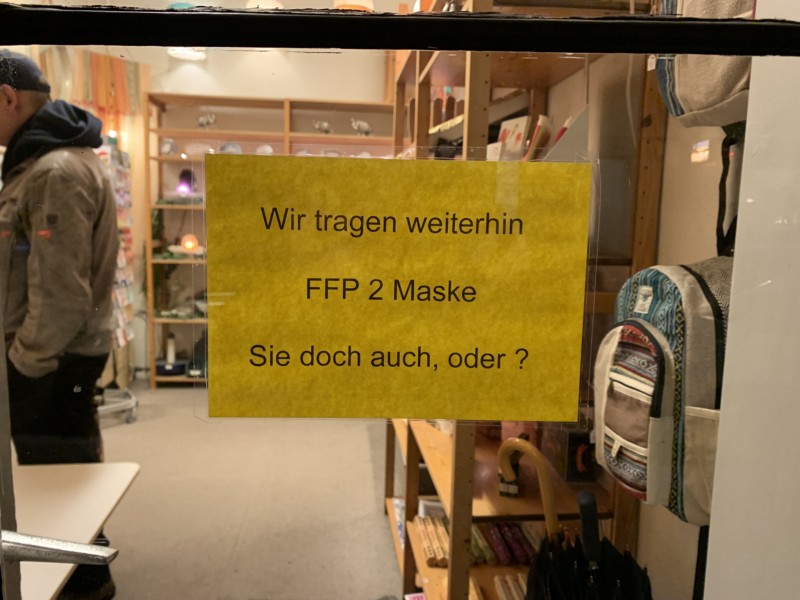 Wir tragen weiterhin
FFP 2 Maske
Sie doch auch, oder ?